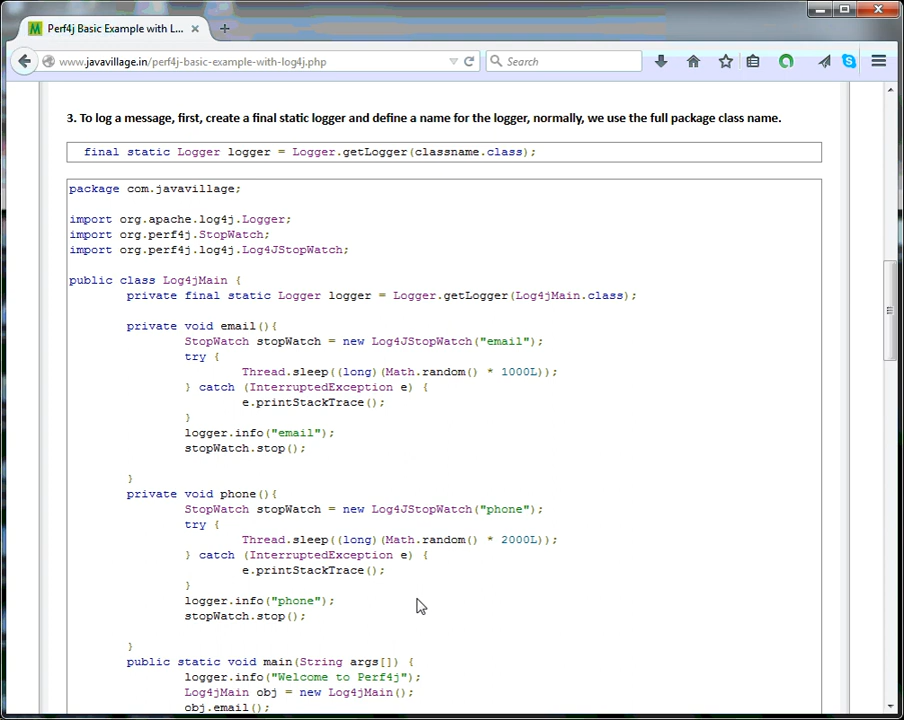 Perf4j Basic Example with L...
www.javavillage.in/perf4j-basic-example-with-log4j.php
Search
3. To log a message, first, create a final static logger and define a name for the logger, normally, we use the full package class name.
final static Logger logger = Logger.getLogger(classname.class);
package com.javavillage;
import org.apache.log4j.Logger;
import org.perf4j.StopWatch;
import org.perf4j.log4j.Log4JStopWatch;
public class Log4jMain {
private final static Logger logger = Logger.getLogger(Log4jMain.class);
private void email(){
StopWatch stopWatch = new Log4JStopWatch("email");
try {
Thread.sleep((long)(Math.random() * 1000L));
} catch (InterruptedException e) {
e.printStackTrace();
}
logger.info("email");
stopWatch.stop();
}
private void phone(){
StopWatch stopWatch = new Log4JStopWatch("phone");
try {
Thread.sleep((long)(Math.random() * 2000L));
} catch (InterruptedException e) {
e.printStackTrace();
}
logger.info("phone");
stopWatch.stop();
}
public static void main(String args[]) {
logger.info("Welcome to Perf4j");
Log4jMain obj = new Log4jMain();
obj.email();